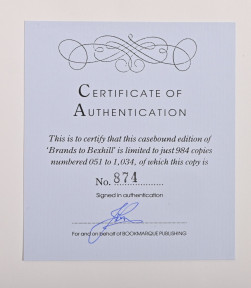 CERTIFICATE OF
AUTHENTICATION
This is to certify that this casebound edition of
'Brands to Bexhill' is limited to just 984 copies
numbered 051 to 1,034, of which this copy is
No. 874
Signed in authentication
For and on behalf of BOOKMARQUE PUBLISHING